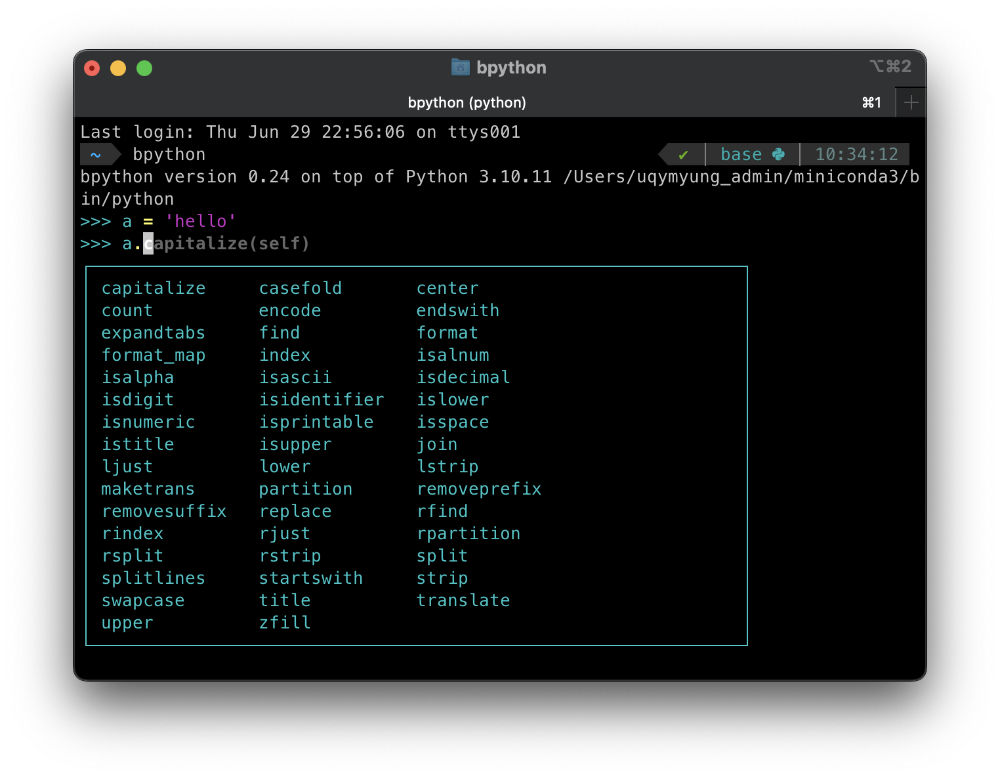 bpython
⌥⌘2
bpython (python)
⌘1
Last login: Thu Jun 29 22:56:06 on ttys001
~ bpython ✔ base 10:34:12
bpython version 0.24 on top of Python 3.10.11 /Users/uqymyung_admin/miniconda3/b
in/python
>>> a = 'hello'
>>> a.capitalize(self)
capitalize casefold center
count encode endswith
expandtabs find format
format_map index isalnum
isalpha isascii isdecimal
isdigit isidentifier islower
isnumeric isprintable isspace
istitle isupper join
ljust lower lstrip
maketrans partition removeprefix
removesuffix replace rfind
rindex rjust rpartition
rsplit rstrip split
splitlines startswith strip
swapcase title translate
upper zfill